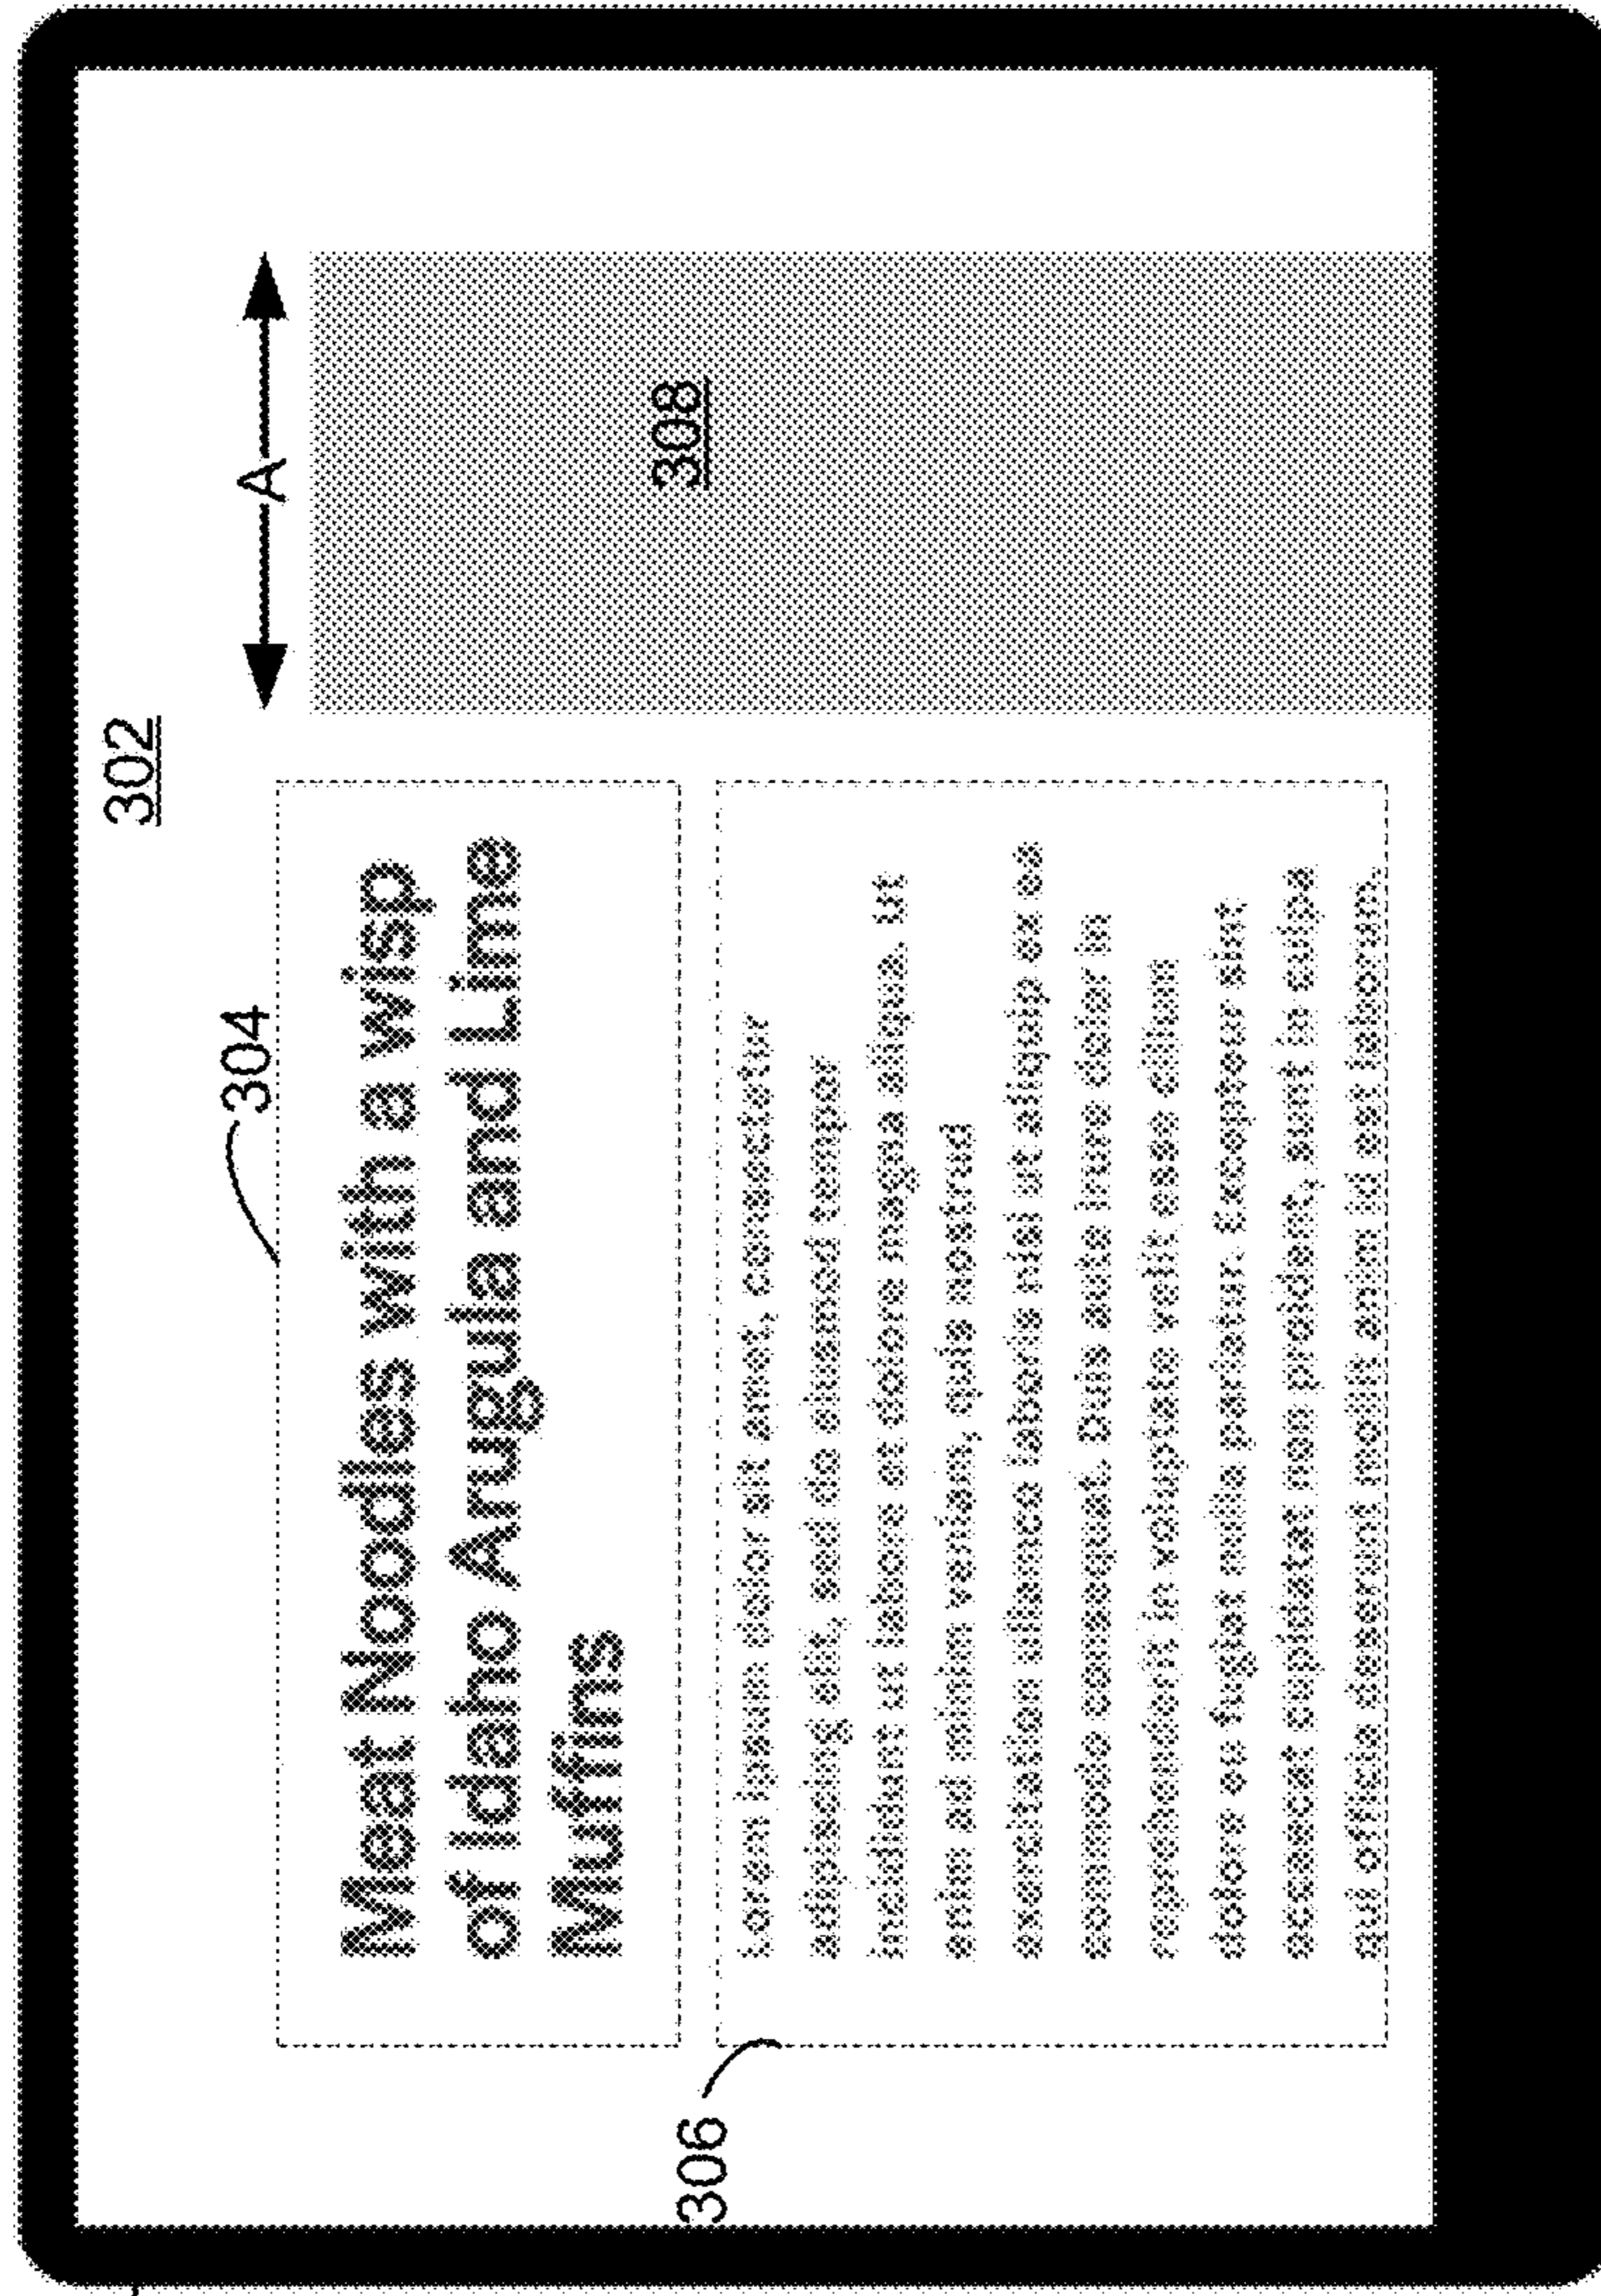 302
A
304
Meat Noodles with a wisp
of Idaho Arugula and Lime
Muffins
308
306
Lorem ipsum dolor sit amet, consectetur
adipiscing elit, sed do eiusmod tempor
incididunt ut labore et dolore magna aliqua. Ut
enim ad minim veniam, quis nostrud
exercitation ullamco laboris nisi ut aliquip ex ea
commodo consequat. Duis aute irure dolor in
reprehenderit in voluptate velit esse cillum
dolore eu fugiat nulla pariatur. Excepteur sint
occaecat cupidatat non proident, sunt in culpa
qui officia deserunt mollit anim id est laborum.